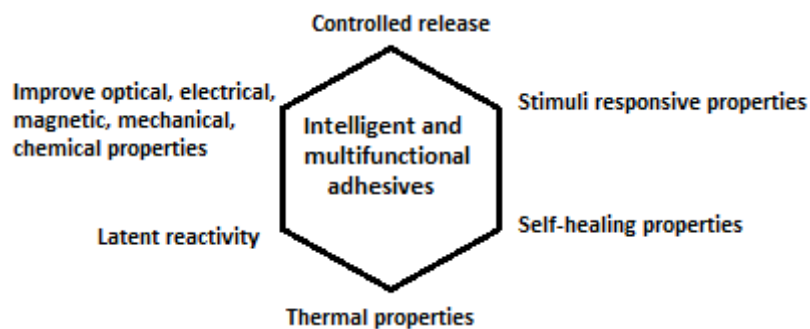 Controlled release
Improve optical, electrical,
magnetic, mechanical,
chemical properties
Stimuli responsive properties
Intelligent and
multifunctional
adhesives
Latent reactivity
Self-healing properties
Thermal properties